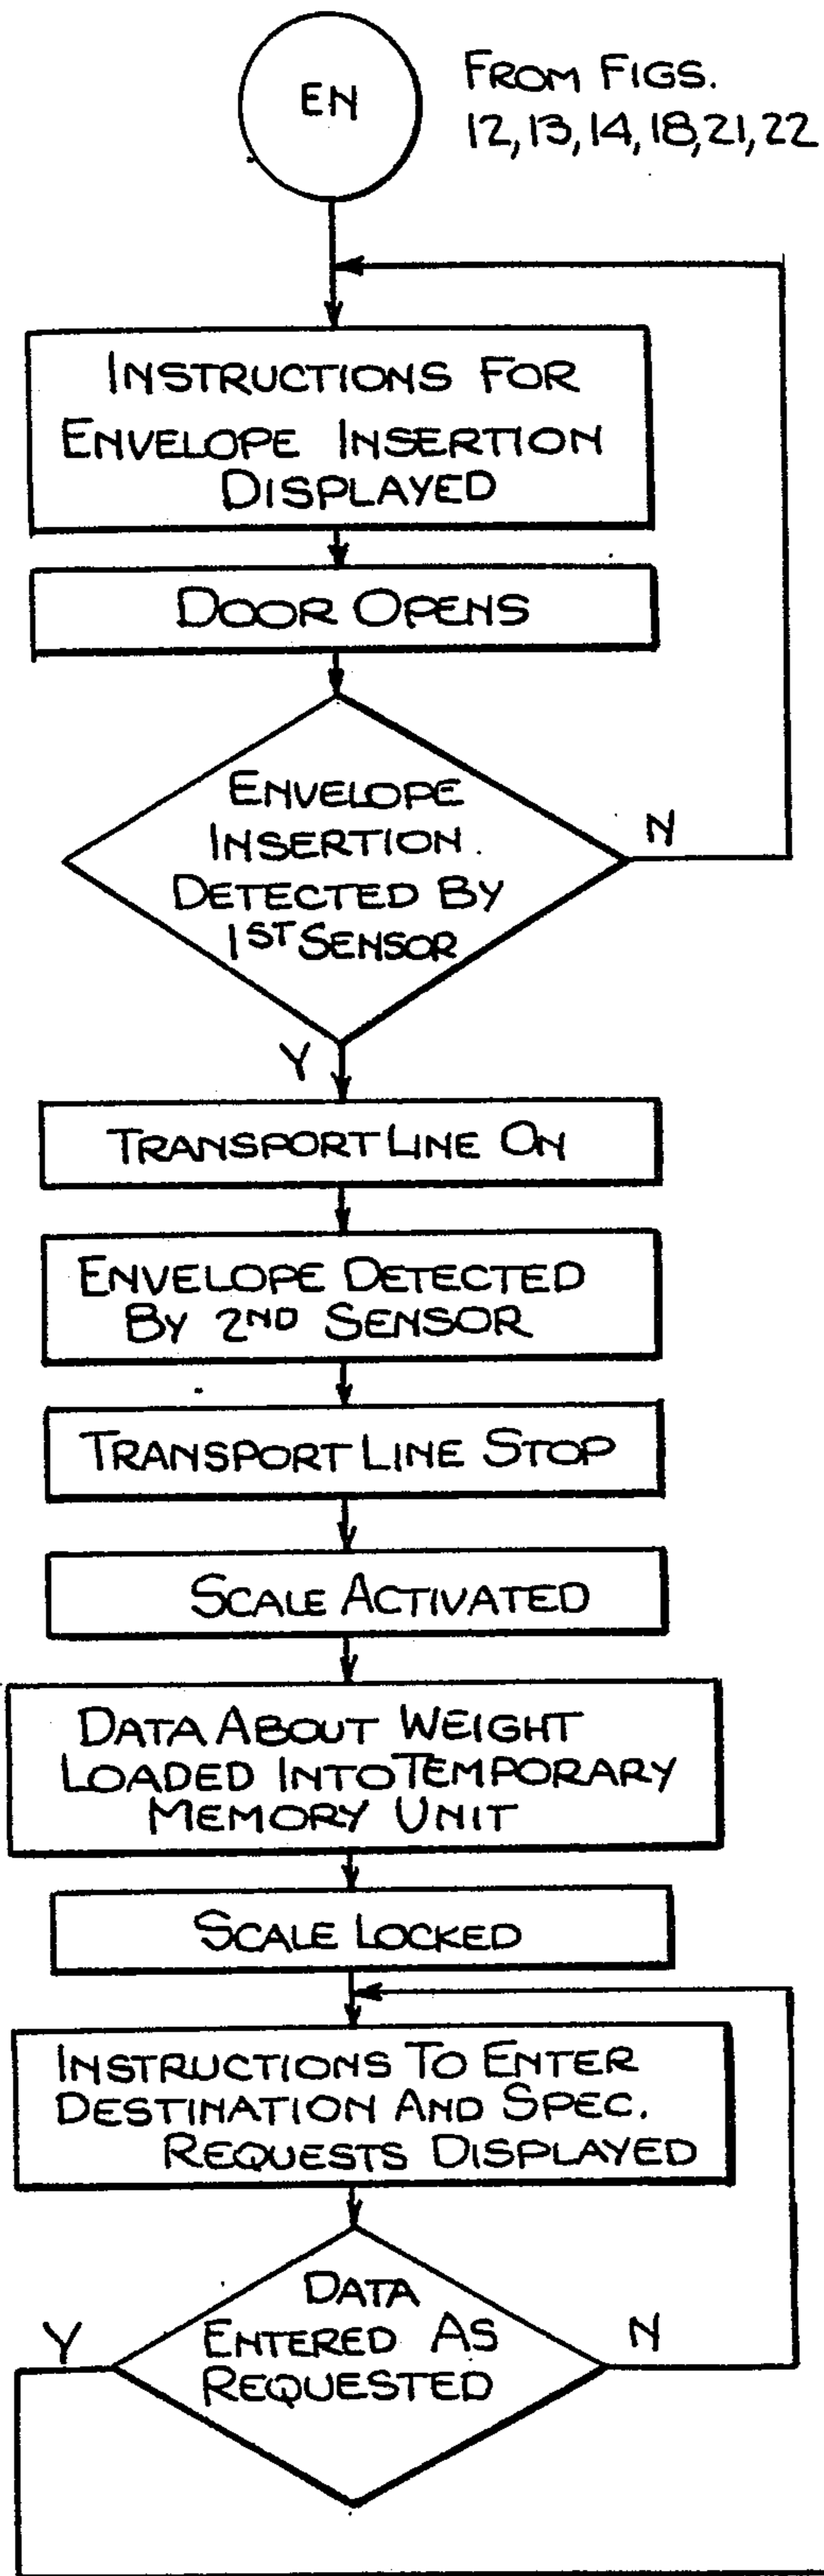 EN
FROM FIGS.
12,13,14,18,21,22
INSTRUCTIONS FOR
ENVELOPE INSERTION
DISPLAYED
DOOR OPENS
ENVELOPE
INSERTION
DETECTED BY
1ST SENSOR
N
Y
TRANSPORT LINE ON
ENVELOPE DETECTED
BY 2ND SENSOR
TRANSPORT LINE STOP
SCALE ACTIVATED
DATA ABOUT WEIGHT
LOADED INTO TEMPORARY
MEMORY UNIT
SCALE LOCKED
INSTRUCTIONS TO ENTER
DESTINATION AND SPEC.
REQUESTS DISPLAYED
DATA
ENTERED AS
REQUESTED
Y
N